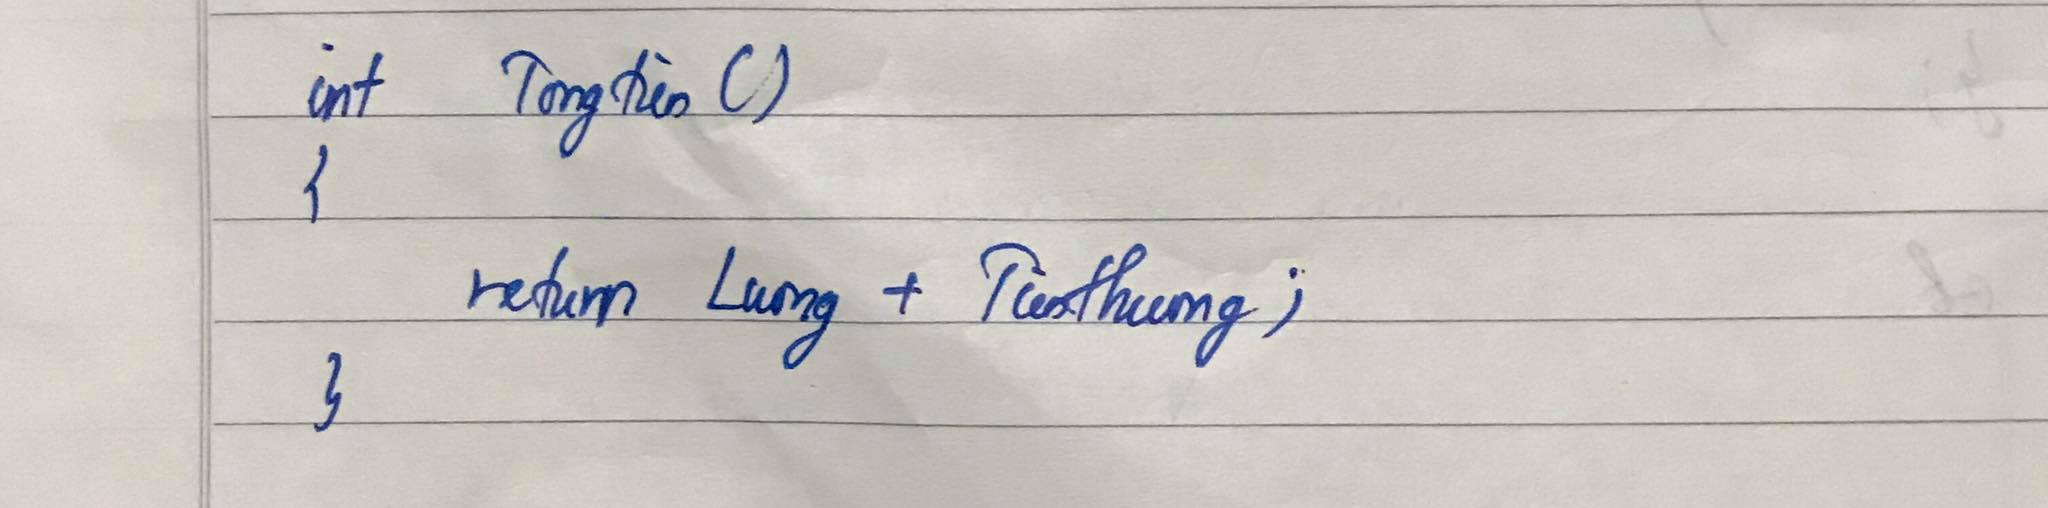 int Tongtien ()
{
return Luong + Tienthuong;
}